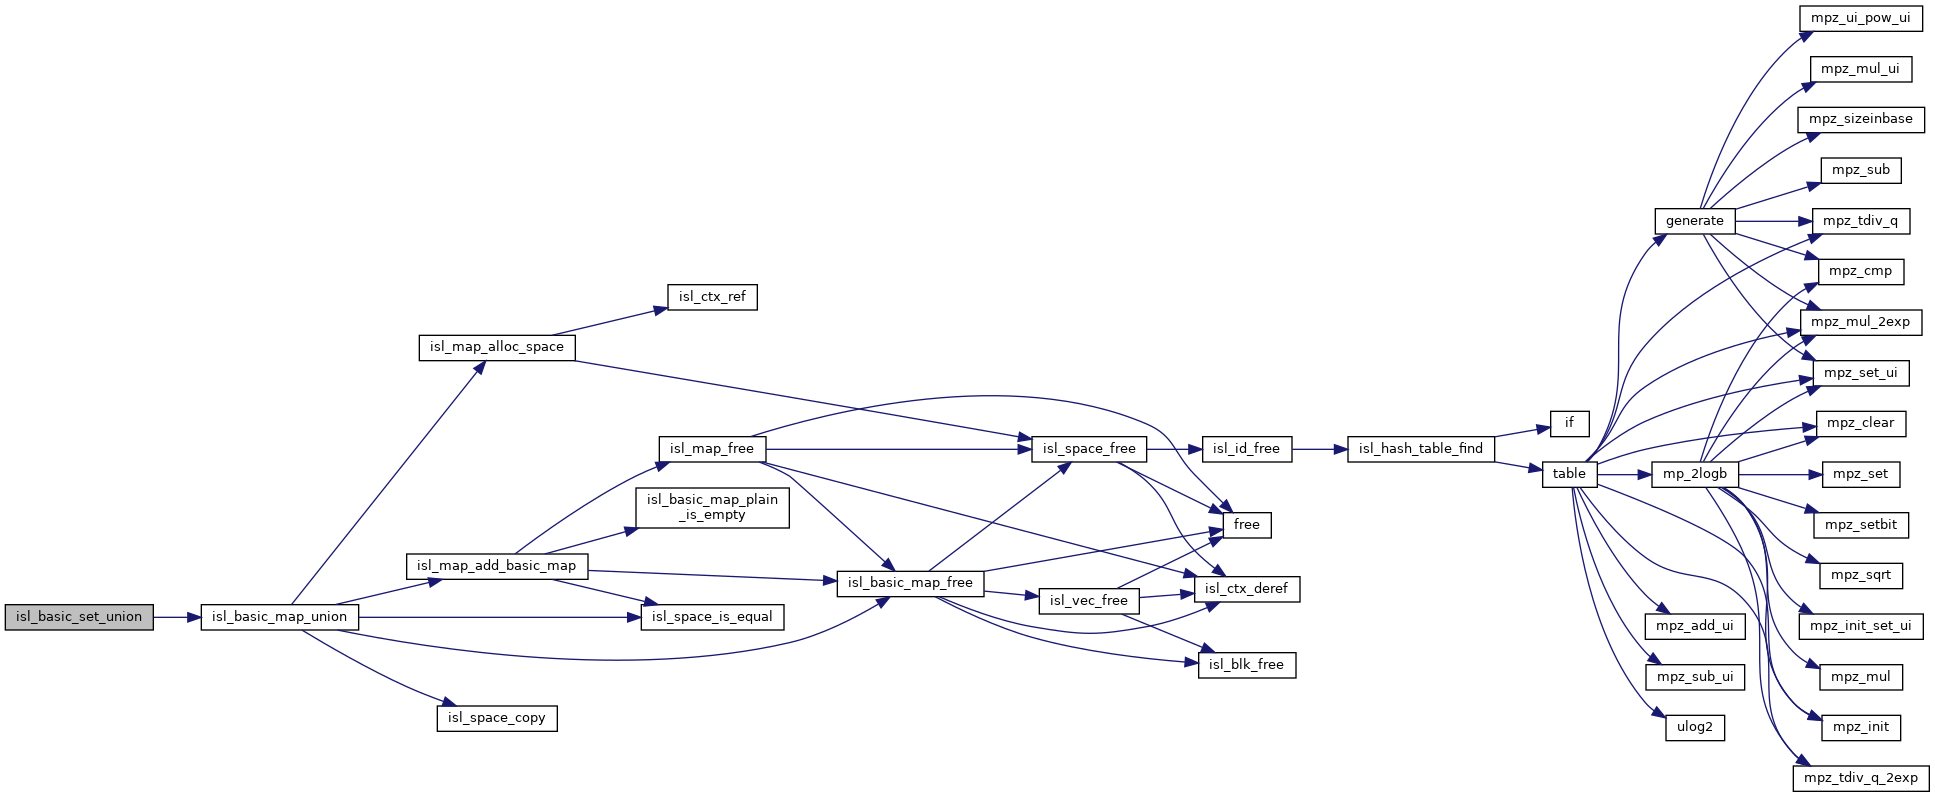 isl_basic_set_union
isl_basic_map_union
isl_map_alloc_space
isl_map_add_basic_map
isl_space_copy
isl_ctx_ref
isl_map_free
isl_basic_map_plain
_is_empty
isl_space_is_equal
isl_basic_map_free
isl_space_free
isl_vec_free
isl_id_free
free
isl_ctx_deref
isl_blk_free
isl_hash_table_find
if
table
generate
mp_2logb
mpz_add_ui
mpz_sub_ui
ulog2
mpz_ui_pow_ui
mpz_mul_ui
mpz_sizeinbase
mpz_sub
mpz_tdiv_q
mpz_cmp
mpz_mul_2exp
mpz_set_ui
mpz_clear
mpz_set
mpz_setbit
mpz_sqrt
mpz_init_set_ui
mpz_mul
mpz_init
mpz_tdiv_q_2exp